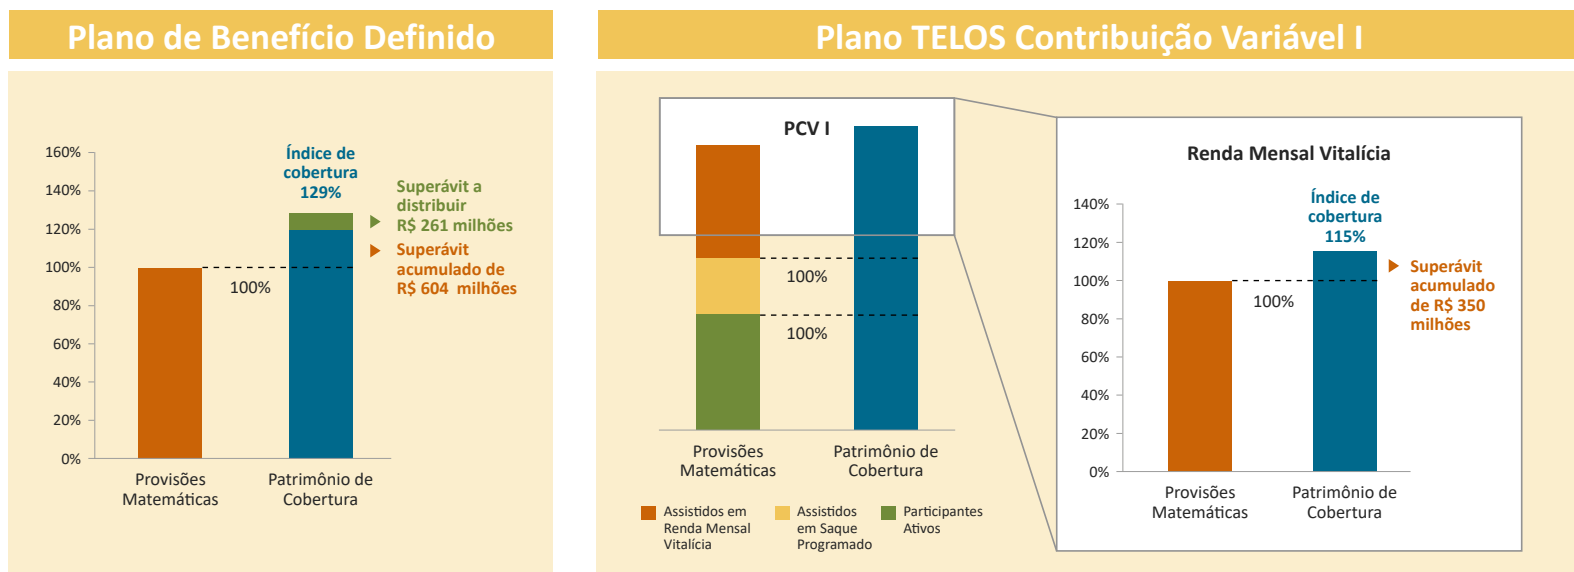 Plano de Benefício Definido
160%
140%
120%
100%
80%
60%
40%
20%
0%
Índice de
cobertura
129%
Superávit a
distribuir
R$ 261 milhões
Superávit
acumulado de
R$ 604 milhões
100%
Provisões
Matemáticas
Patrimônio de
Cobertura
Plano TELOS Contribuição Variável I
PCV I
100%
100%
Provisões
Matemáticas
Patrimônio de
Cobertura
Assistidos em
Renda Mensal
Vitalícia
Assistidos
em Saque
Programado
Participantes
Ativos
Renda Mensal Vitalícia
140%
120%
100%
80%
60%
40%
20%
0%
Índice de
cobertura
115%
Superávit
acumulado
de R$ 350
milhões
100%
Provisões
Matemáticas
Patrimônio de
Cobertura